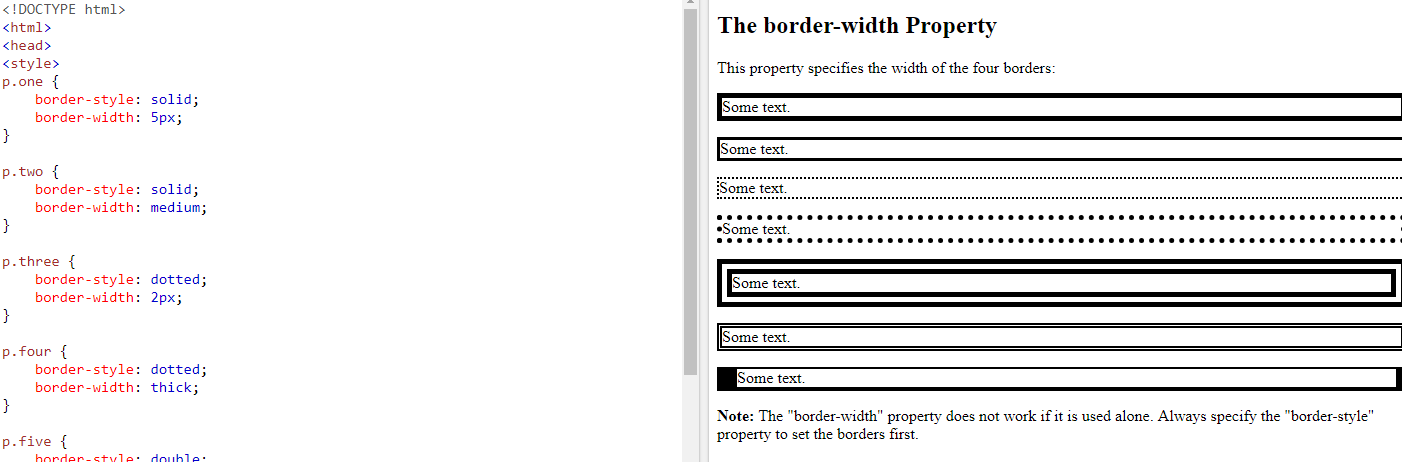 <!DOCTYPE html>
<html>
<head>
<style>
p.one {
    border-style: solid;
    border-width: 5px;
}
p.two {
    border-style: solid;
    border-width: medium;
}
p.three {
    border-style: dotted;
    border-width: 2px;
}
p.four {
    border-style: dotted;
    border-width: thick;
}
p.five {
    border-style: double;
The border-width Property
This property specifies the width of the four borders:
Some text.
Some text.
Some text.
Some text.
Some text.
Some text.
Some text.
Note: The "border-width" property does not work if it is used alone. Always specify the "border-style"
property to set the borders first.